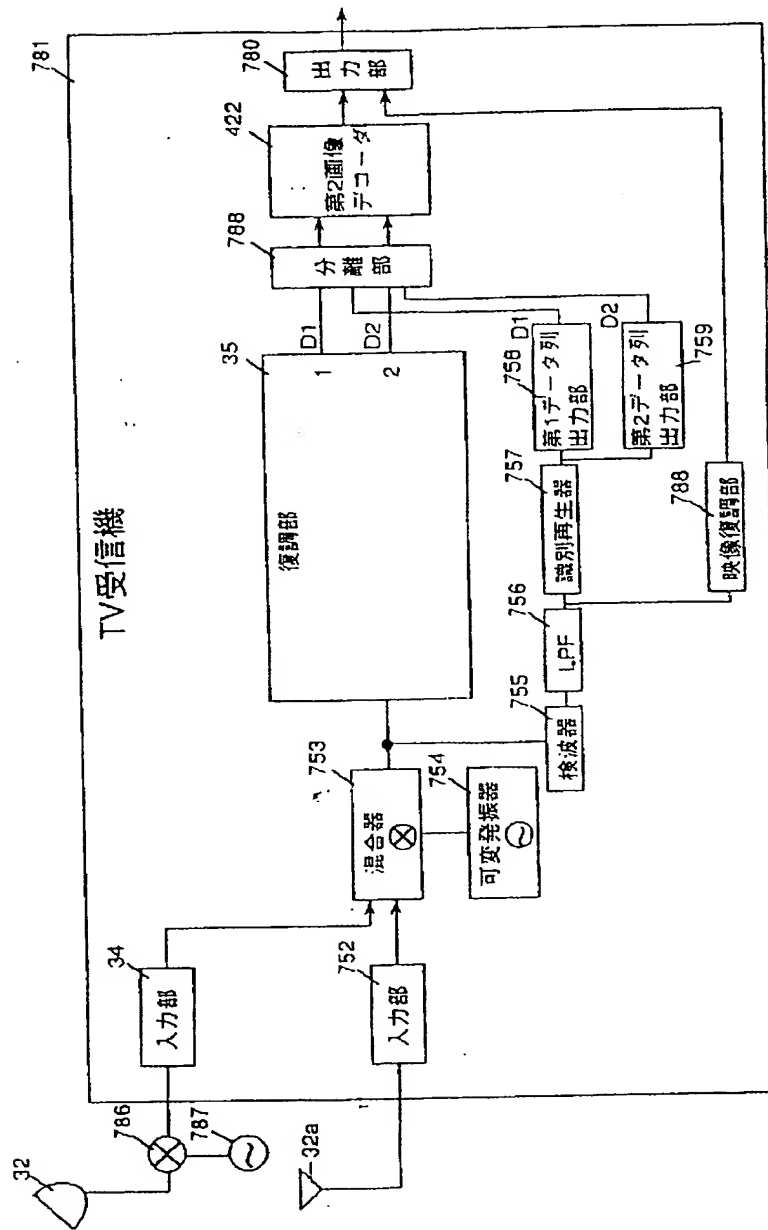 781
TV受信機
32
786
787
34
入力部
32a
752
入力部
753
混合器
754
可変発振器
35
復調部
1
2
D1
D2
755
検波器
756
LPF
757
識別再生器
758
第1データ列
出力部
D1
第2データ列
出力部
D2
759
788
映像復調部
788
分離部
422
第2画像
デコーダ
780
出力部